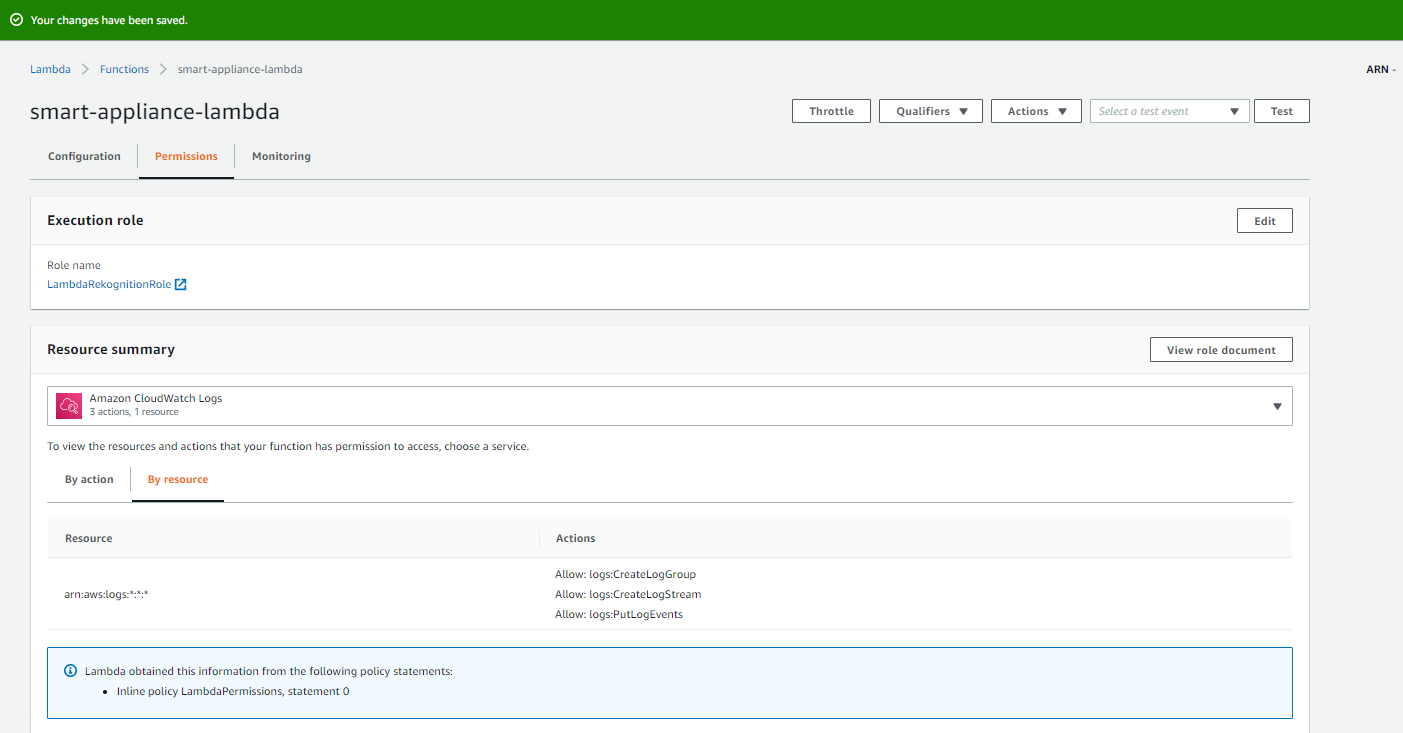 Your changes have been saved.
Lambda > Functions > smart-appliance-lambda
ARN -
smart-appliance-lambda
Throttle
Qualifiers
Actions
Select a test event
Test
Configuration
Permissions
Monitoring
Execution role
Edit
Role name
LambdaRekognitionRole
Resource summary
View role document
Amazon CloudWatch Logs
3 actions, 1 resource
To view the resources and actions that your function has permission to access, choose a service.
By action
By resource
Resource
Actions
arn:aws:logs:*:*:*
Allow: logs:CreateLogGroup
Allow: logs:CreateLogStream
Allow: logs:PutLogEvents
Lambda obtained this information from the following policy statements:
• Inline policy LambdaPermissions, statement 0